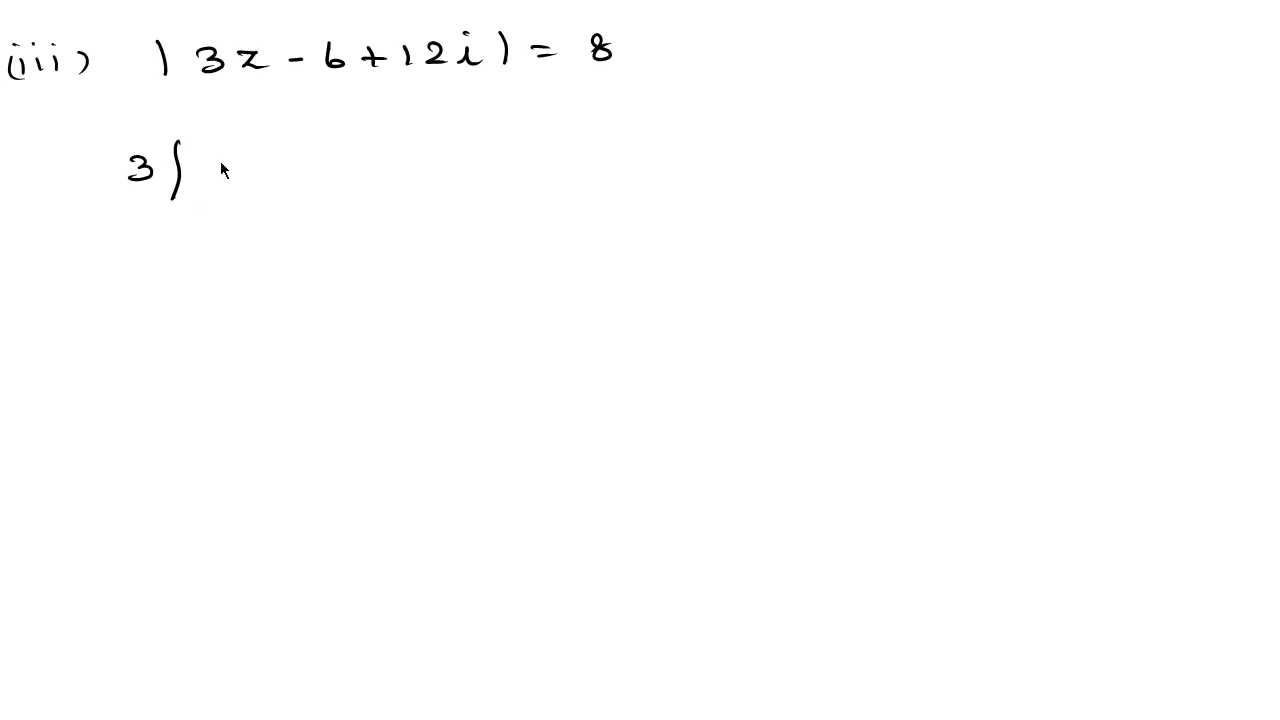 (iii) | 3z - 6 + 12i | = 8
3 |